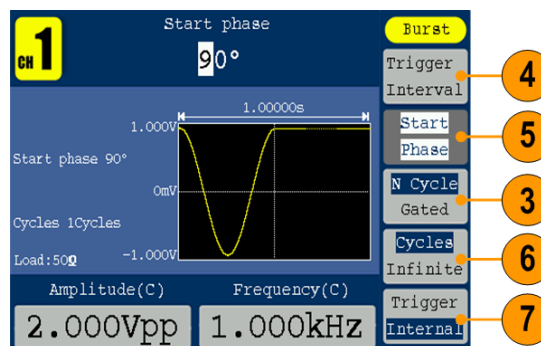 CH 1
Start phase
90°
Burst
Trigger
Interval
4
1.00000s
1.000V
Start
Phase
5
Start phase 90°
0mV
N Cycle
Gated
3
Cycles 1Cycles
Cycles
Infinite
6
Load:50Ω
-1.000V
Amplitude(C)
Frequency(C)
Trigger
Internal
7
2.000Vpp
1.000kHz